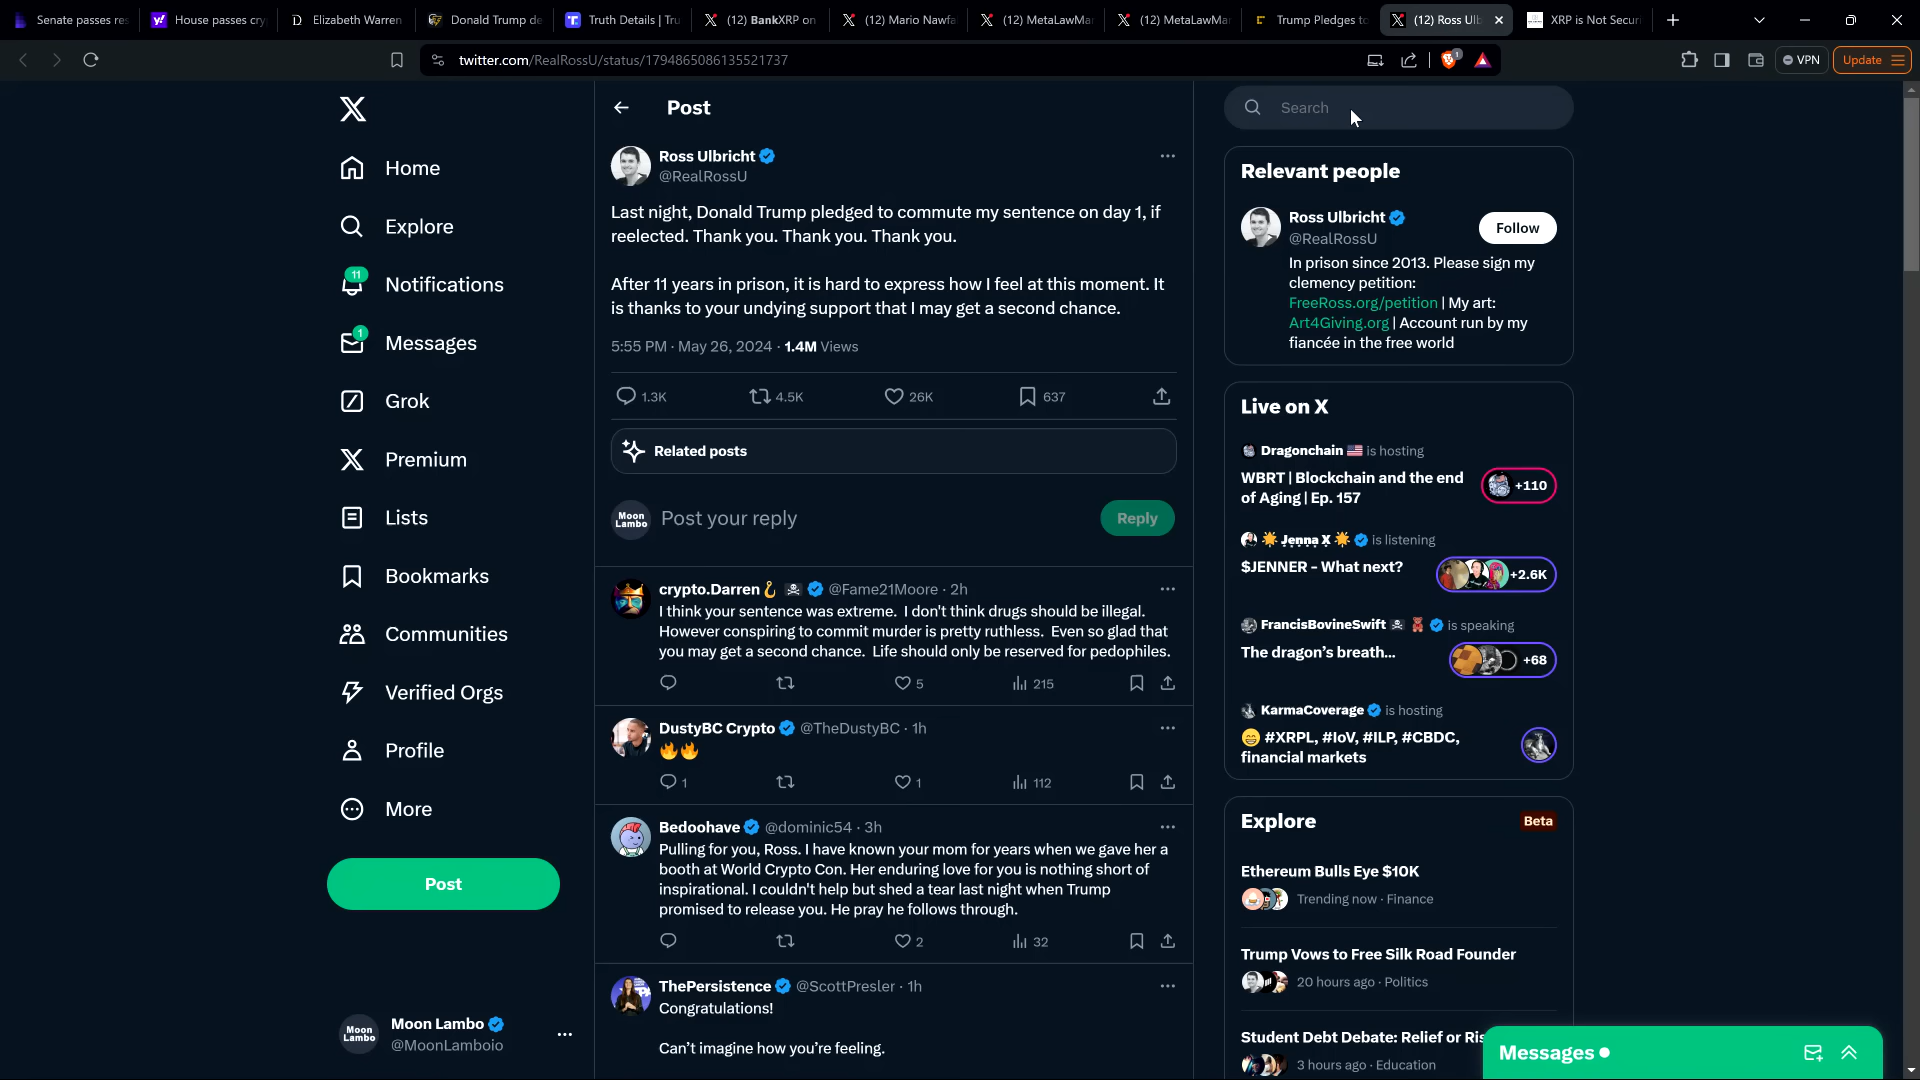 Senate passes res
House passes cry
Elizabeth Warren
Donald Trump de
Truth Details | Tru
(12) BankXRP on
(12) Mario Nawfa
(12) MetaLawMar
(12) MetaLawMar
Trump Pledges to
(12) Ross Ulb
XRP is Not Secur
twitter.com/RealRossU/status/1794865086135521737
1
VPN
Update
Home
Explore
11
Notifications
1
Messages
Grok
Premium
Lists
Bookmarks
Communities
Verified Orgs
Profile
More
Post
Moon
Lambo
Moon Lambo
@MoonLamboio
Post
Ross Ulbricht
@RealRossU
Last night, Donald Trump pledged to commute my sentence on day 1, if
reelected. Thank you. Thank you. Thank you.
After 11 years in prison, it is hard to express how I feel at this moment. It
is thanks to your undying support that I may get a second chance.
5:55 PM · May 26, 2024 · 1.4M Views
1.3K
4.5K
26K
637
Related posts
Moon
Lambo
Post your reply
Reply
crypto.Darren🪝 ☠️ @Fame21Moore · 2h
I think your sentence was extreme. I don't think drugs should be illegal.
However conspiring to commit murder is pretty ruthless. Even so glad that
you may get a second chance. Life should only be reserved for pedophiles.
5
215
DustyBC Crypto @TheDustyBC · 1h
🔥🔥
1
1
112
Bedoohave @dominic54 · 3h
Pulling for you, Ross. I have known your mom for years when we gave her a
booth at World Crypto Con. Her enduring love for you is nothing short of
inspirational. I couldn't help but shed a tear last night when Trump
promised to release you. He pray he follows through.
2
32
ThePersistence @ScottPresler · 1h
Congratulations!
Can't imagine how you're feeling.
Search
Relevant people
Ross Ulbricht
@RealRossU
Follow
In prison since 2013. Please sign my
clemency petition:
FreeRoss.org/petition | My art:
Art4Giving.org | Account run by my
fiancée in the free world
Live on X
Dragonchain 🇺🇸 is hosting
WBRT | Blockchain and the end
of Aging | Ep. 157
+110
🌟 Jenna X 🌟 is listening
$JENNER - What next?
+2.6K
FrancisBovineSwift ☠️ 🧸 is speaking
The dragon's breath...
+68
KarmaCoverage is hosting
😁 #XRPL, #IoV, #ILP, #CBDC,
financial markets
Explore
Beta
Ethereum Bulls Eye $10K
Trending now · Finance
Trump Vows to Free Silk Road Founder
20 hours ago · Politics
Student Debt Debate: Relief or Ris
3 hours ago · Education
Messages